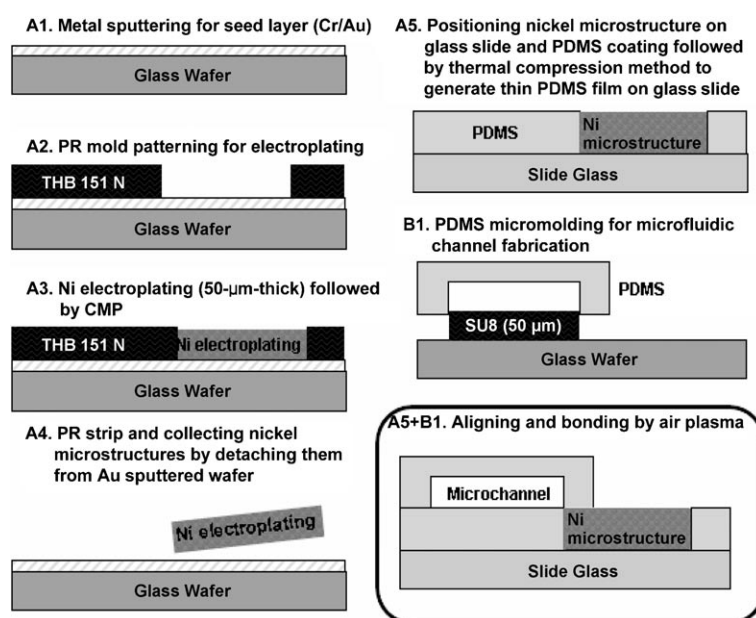 A1. Metal sputtering for seed layer (Cr/Au)
Glass Wafer
A2. PR mold patterning for electroplating
THB 151 N
Glass Wafer
A3. Ni electroplating (50-μm-thick) followed
by CMP
THB 151 N
Ni electroplating
Glass Wafer
A4. PR strip and collecting nickel
microstructures by detaching them
from Au sputtered wafer
Ni electroplating
Glass Wafer
A5. Positioning nickel microstructure on
glass slide and PDMS coating followed
by thermal compression method to
generate thin PDMS film on glass slide
PDMS
Ni
microstructure
Slide Glass
B1. PDMS micromolding for microfluidic
channel fabrication
PDMS
SU8 (50 μm)
Glass Wafer
A5+B1. Aligning and bonding by air plasma
Microchannel
Ni
microstructure
Slide Glass